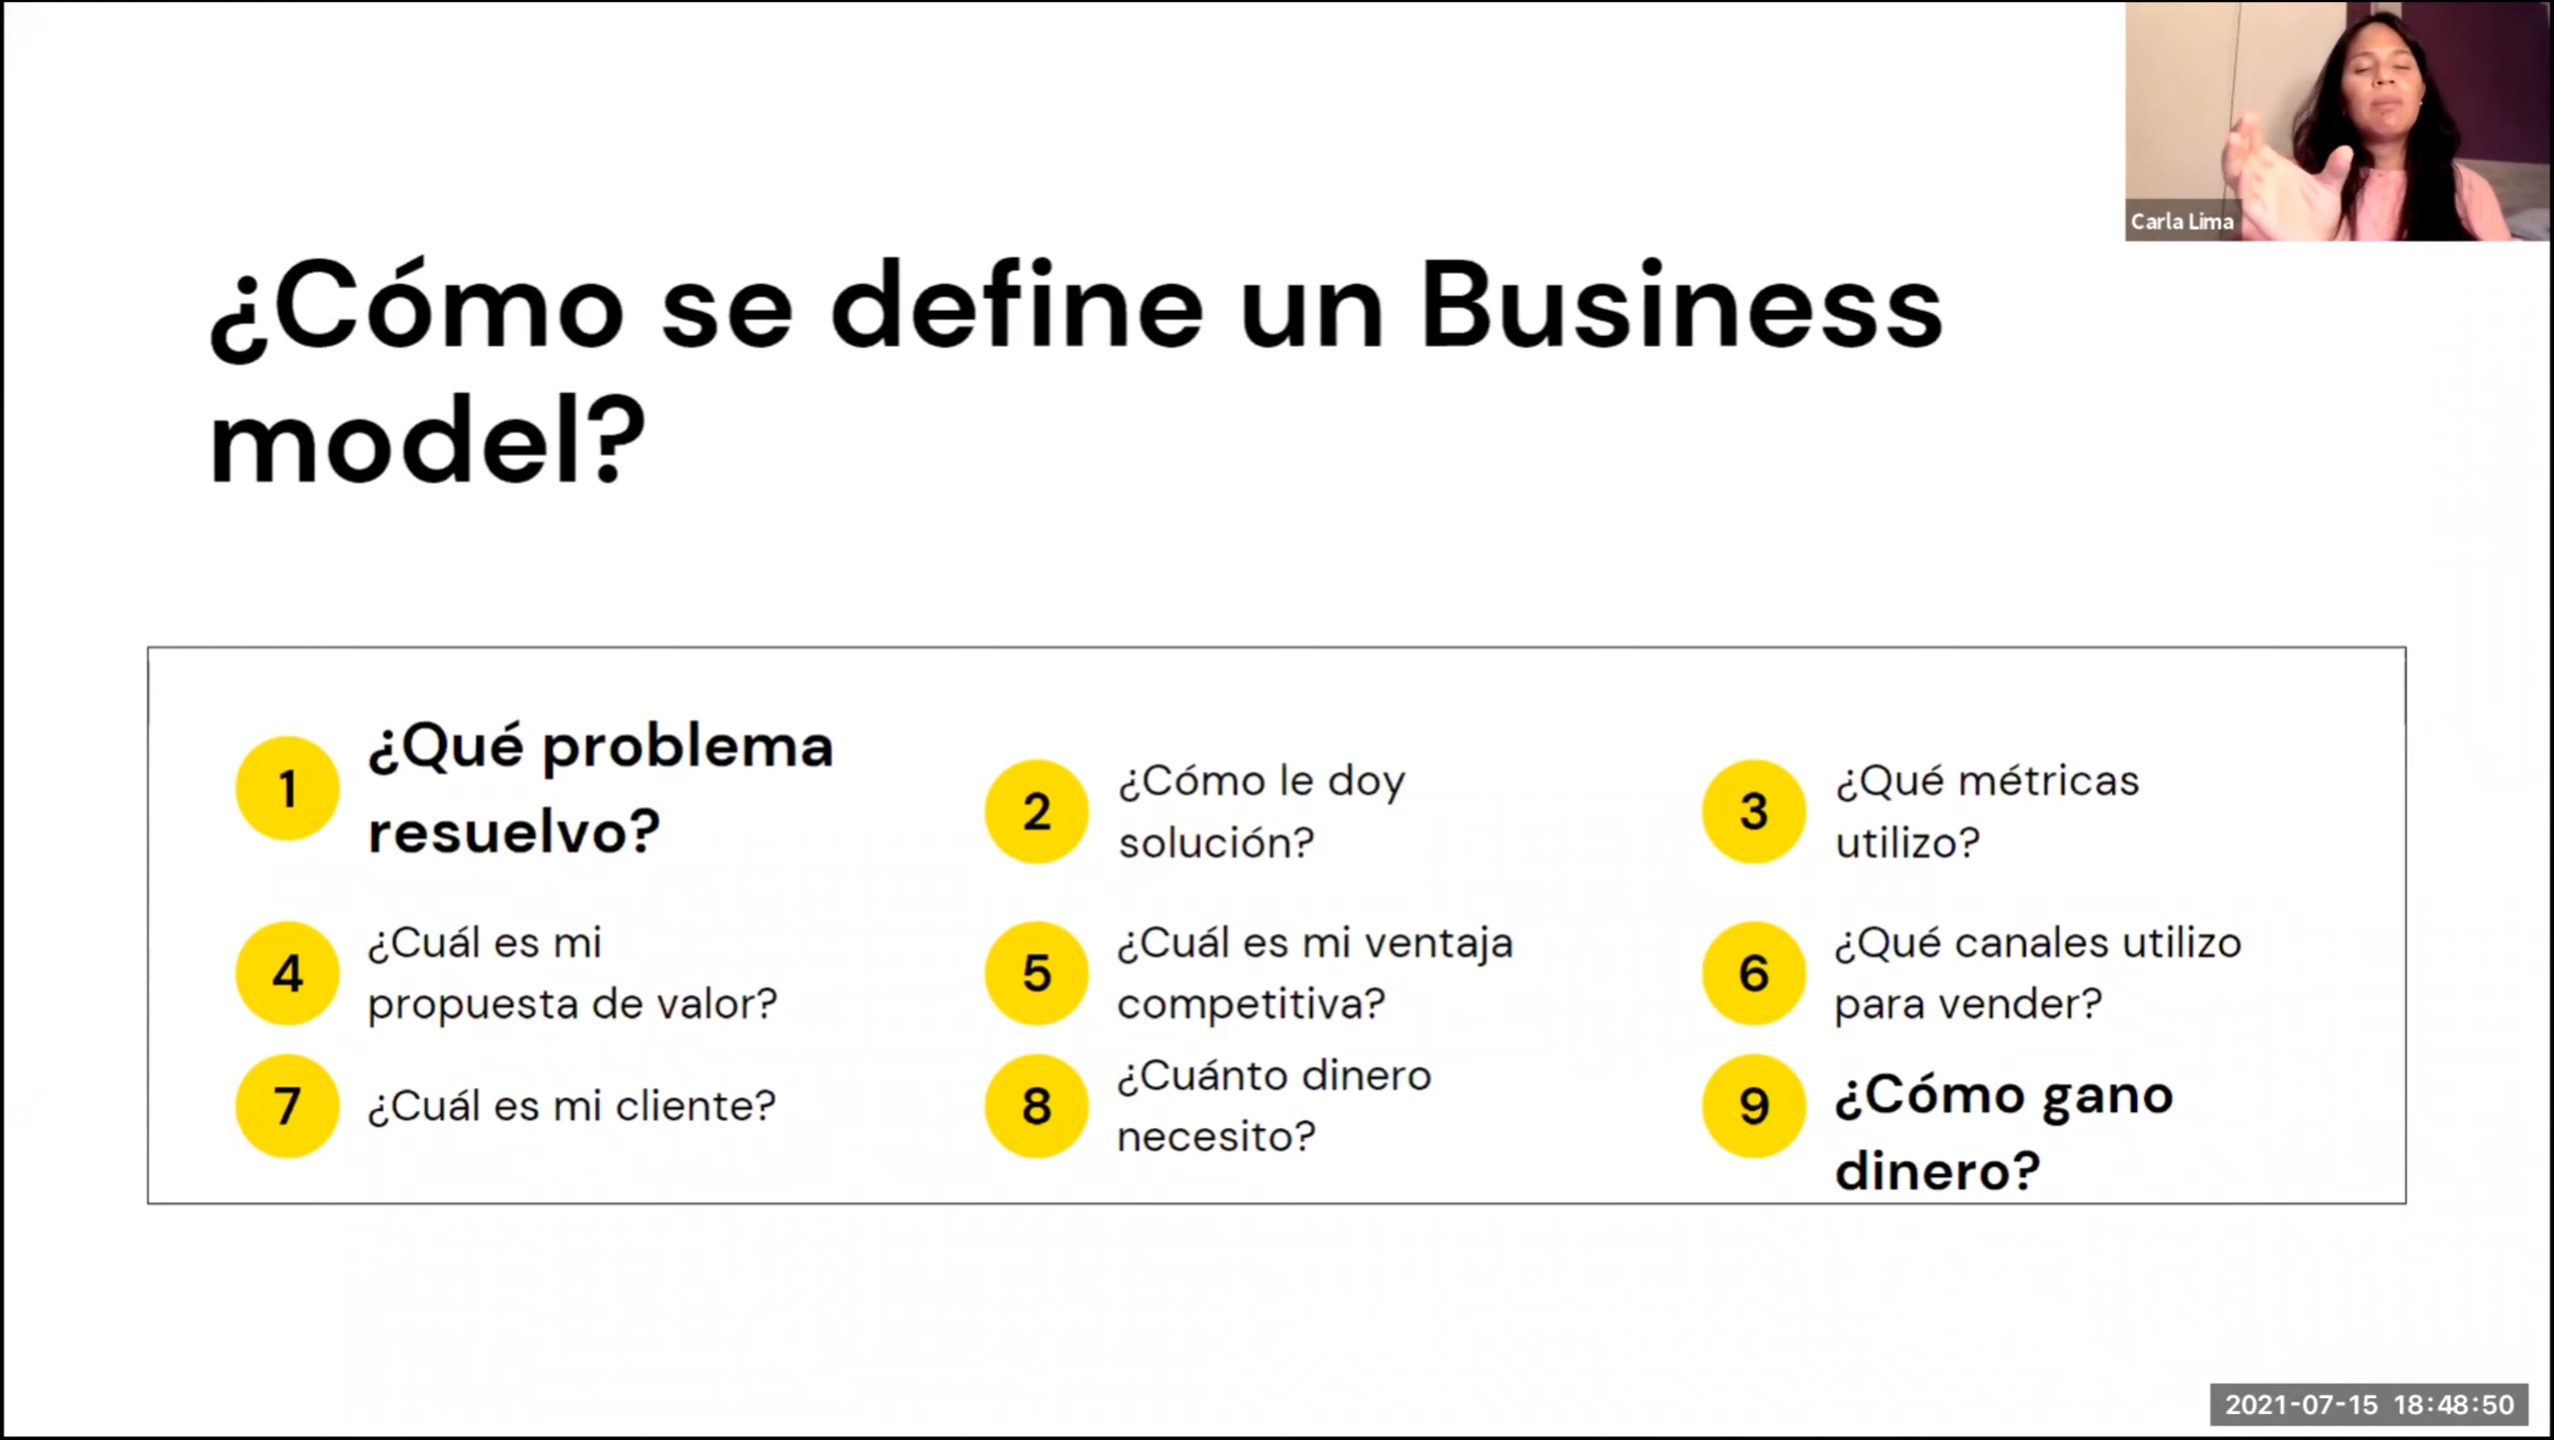 Carla Lima
¿Cómo se define un Business
model?
1
¿Qué problema
resuelvo?
2
¿Cómo le doy
solución?
3
¿Qué métricas
utilizo?
4
¿Cuál es mi
propuesta de valor?
5
¿Cuál es mi ventaja
competitiva?
6
¿Qué canales utilizo
para vender?
7
¿Cuál es mi cliente?
8
¿Cuánto dinero
necesito?
9
¿Cómo gano
dinero?
2021-07-15 18:48:50